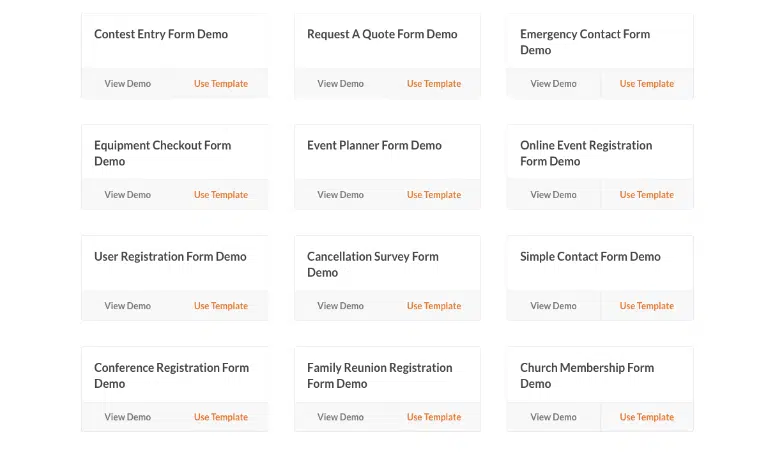 Contest Entry Form Demo
View Demo
Use Template
Request A Quote Form Demo
View Demo
Use Template
Emergency Contact Form
Demo
View Demo
Use Template
Equipment Checkout Form
Demo
View Demo
Use Template
Event Planner Form Demo
View Demo
Use Template
Online Event Registration
Form Demo
View Demo
Use Template
User Registration Form Demo
View Demo
Use Template
Cancellation Survey Form
Demo
View Demo
Use Template
Simple Contact Form Demo
View Demo
Use Template
Conference Registration Form
Demo
View Demo
Use Template
Family Reunion Registration
Form Demo
View Demo
Use Template
Church Membership Form
Demo
View Demo
Use Template